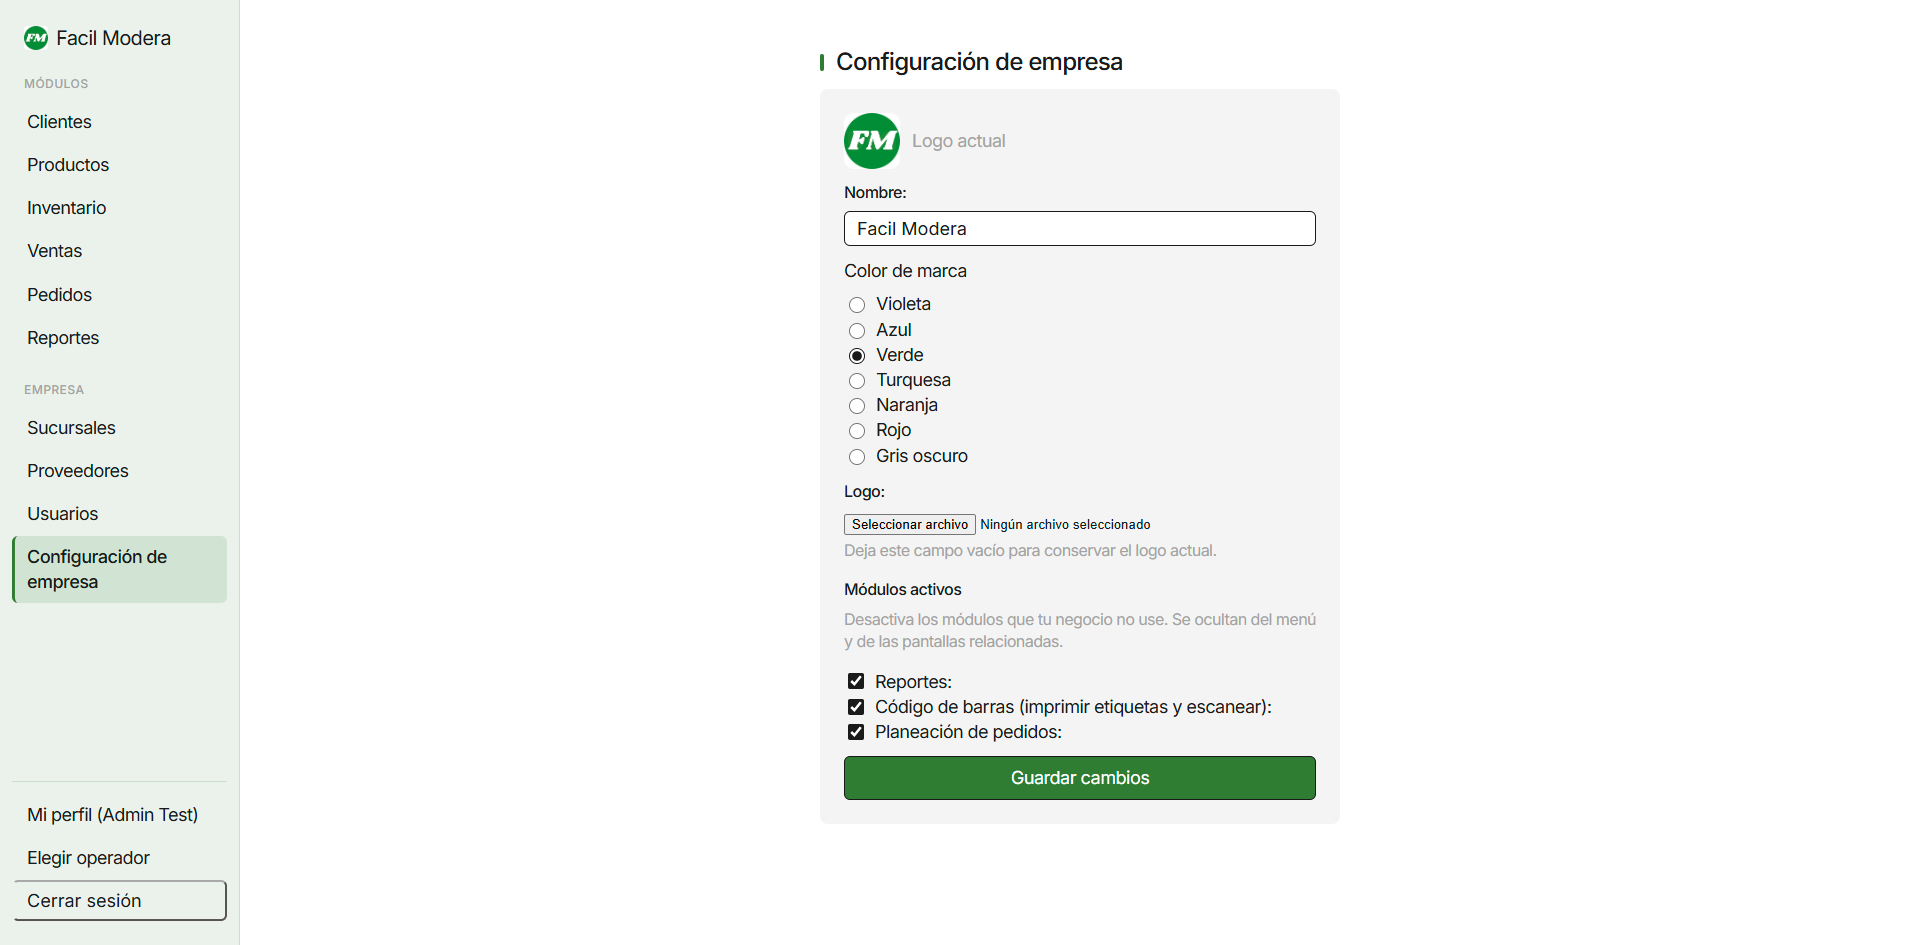 FM Facil Modera
MÓDULOS
Clientes
Productos
Inventario
Ventas
Pedidos
Reportes
EMPRESA
Sucursales
Proveedores
Usuarios
Configuración de
empresa
Mi perfil (Admin Test)
Elegir operador
Cerrar sesión
Configuración de empresa
FM Logo actual
Nombre:
Facil Modera
Color de marca
Violeta
Azul
Verde
Turquesa
Naranja
Rojo
Gris oscuro
Logo:
Seleccionar archivo Ningún archivo seleccionado
Deja este campo vacío para conservar el logo actual.
Módulos activos
Desactiva los módulos que tu negocio no use. Se ocultan del menú
y de las pantallas relacionadas.
Reportes:
Código de barras (imprimir etiquetas y escanear):
Planeación de pedidos:
Guardar cambios